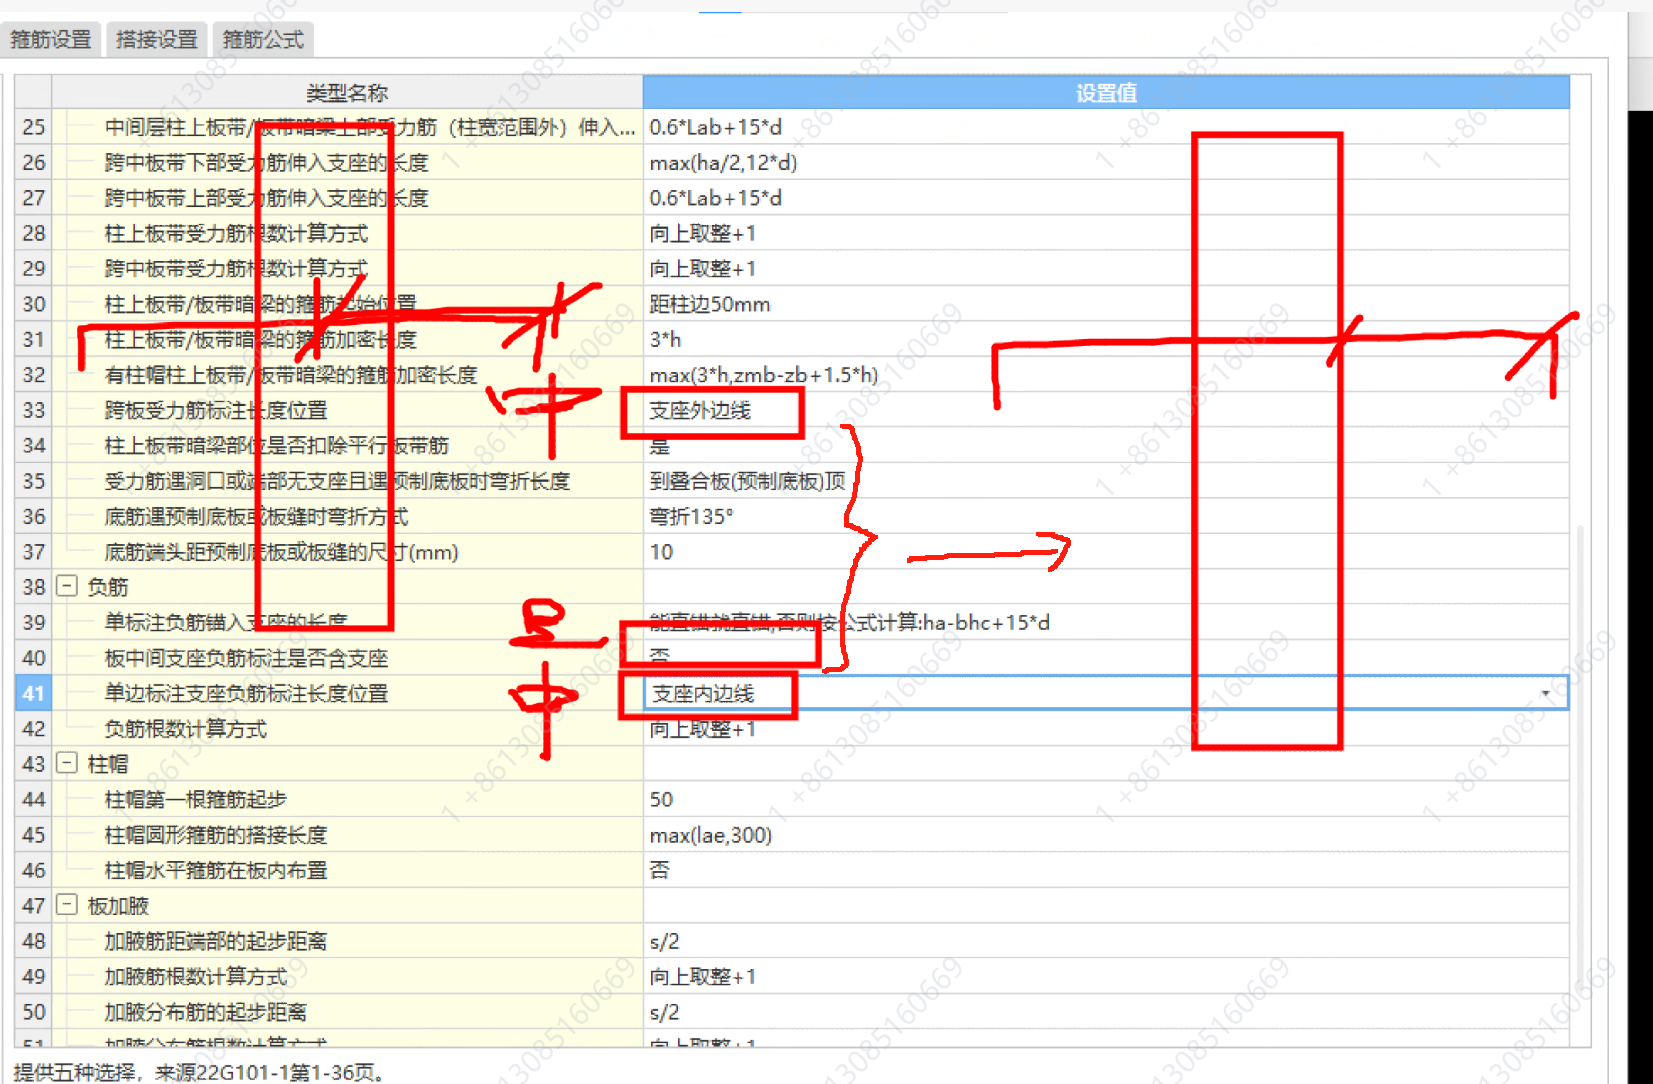 箍筋设置 搭接设置 箍筋公式
类型名称 设置值
25 中间层柱上板带/板带暗梁上部受力筋（柱宽范围外）伸入... 0.6*Lab+15*d
26 跨中板带下部受力筋伸入支座的长度 max(ha/2,12*d)
27 跨中板带上部受力筋伸入支座的长度 0.6*Lab+15*d
28 柱上板带受力筋根数计算方式 向上取整+1
29 跨中板带受力筋根数计算方式 向上取整+1
30 柱上板带/板带暗梁的箍筋起始位置 距柱边50mm
31 柱上板带/板带暗梁的箍筋加密长度 3*h
32 有柱帽柱上板带/板带暗梁的箍筋加密长度 max(3*h,zmb-zb+1.5*h)
33 跨板受力筋标注长度位置 中 支座外边线
34 柱上板带暗梁部位是否扣除平行板带筋 是
35 受力筋遇洞口或端部无支座且遇预制底板时弯折长度 到叠合板(预制底板)顶
36 底筋遇预制底板或板缝时弯折方式 弯折135°
37 底筋端头距预制底板或板缝的尺寸(mm) 10
38 负筋
39 单标注负筋锚入支座的长度 能直锚就直锚,否则按公式计算:ha-bhc+15*d
40 板中间支座负筋标注是否含支座 否
41 单边标注支座负筋标注长度位置 中 支座内边线
42 负筋根数计算方式 向上取整+1
43 柱帽
44 柱帽第一根箍筋起步 50
45 柱帽圆形箍筋的搭接长度 max(lae,300)
46 柱帽水平箍筋在板内布置 否
47 板加腋
48 加腋筋距端部的起步距离 s/2
49 加腋筋根数计算方式 向上取整+1
50 加腋分布筋的起步距离 s/2
51 加腋分布筋根数计算方式 向上取整+1
提供五种选择，来源22G101-1第1-36页。
1 +8613085160669